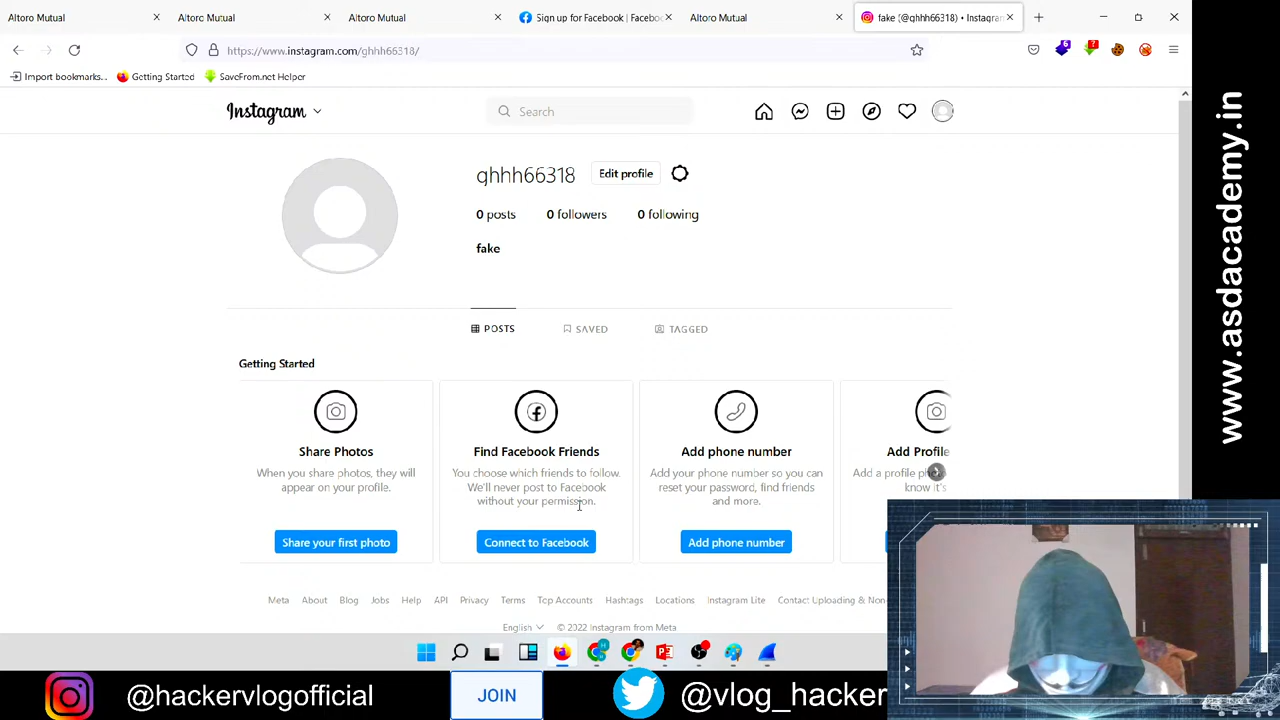 Altoro Mutual Altoro Mutual Altoro Mutual Sign up for Facebook | Facebo Altoro Mutual fake (@ghhh66318) • Instagram
https://www.instagram.com/ghhh66318/
Import bookmarks... Getting Started SaveFrom.net Helper
6
?
Instagram
Search
ghhh66318
Edit profile
0 posts 0 followers 0 following
fake
POSTS SAVED TAGGED
Getting Started
Share Photos
When you share photos, they will
appear on your profile.
Share your first photo
Find Facebook Friends
You choose which friends to follow.
We'll never post to Facebook
without your permission.
Connect to Facebook
Add phone number
Add your phone number so you can
reset your password, find friends
and more.
Add phone number
Add Profile
Add a profile pho
know it's
Meta About Blog Jobs Help API Privacy Terms Top Accounts Hashtags Locations Instagram Lite Contact Uploading & Non
English © 2022 Instagram from Meta
www.asdacademy.in
@hackervlogofficial
JOIN
@vlog_hacker